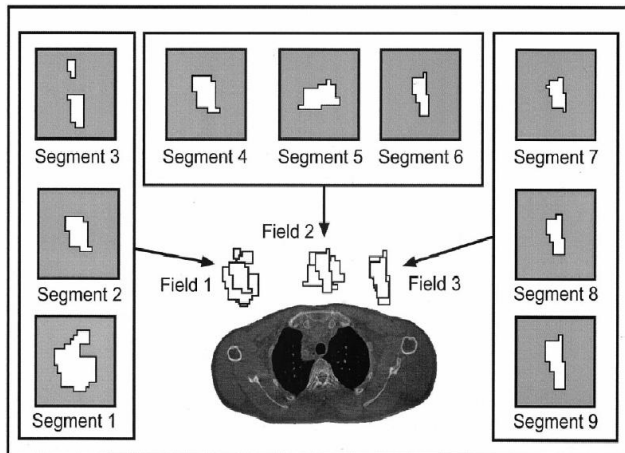 Segment 3
Segment 4
Segment 5
Segment 6
Segment 7
Field 2
Segment 2
Field 1
Field 3
Segment 8
Segment 1
Segment 9